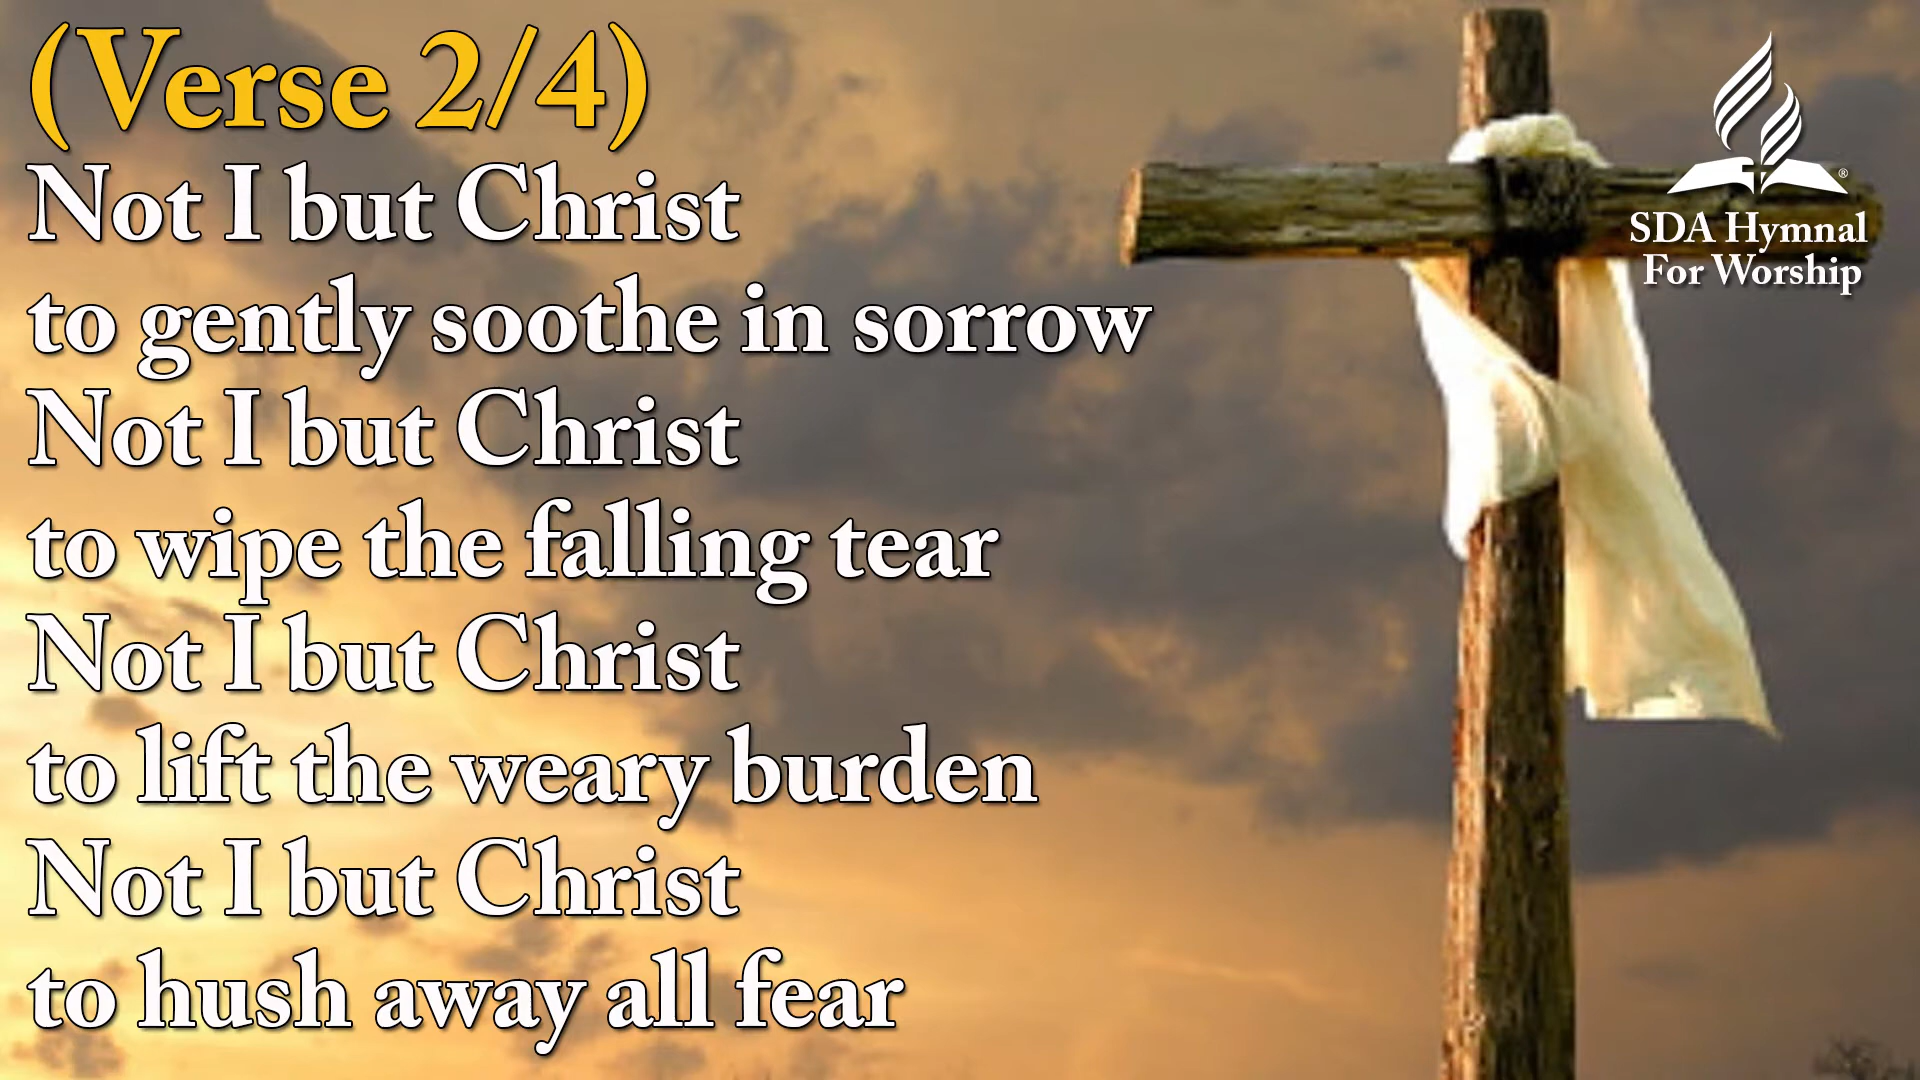 (Verse 2/4)
Not I but Christ
to gently soothe in sorrow
Not I but Christ
to wipe the falling tear
Not I but Christ
to lift the weary burden
Not I but Christ
to hush away all fear
®
SDA Hymnal
For Worship